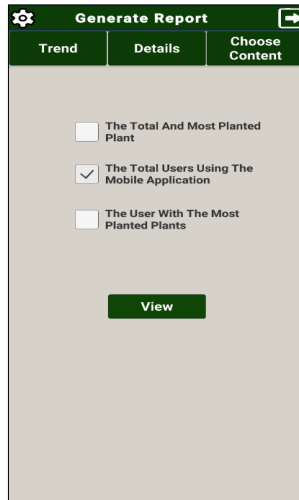 Generate Report
Trend
Details
Choose
Content
The Total And Most Planted
Plant
The Total Users Using The
Mobile Application
The User With The Most
Planted Plants
View